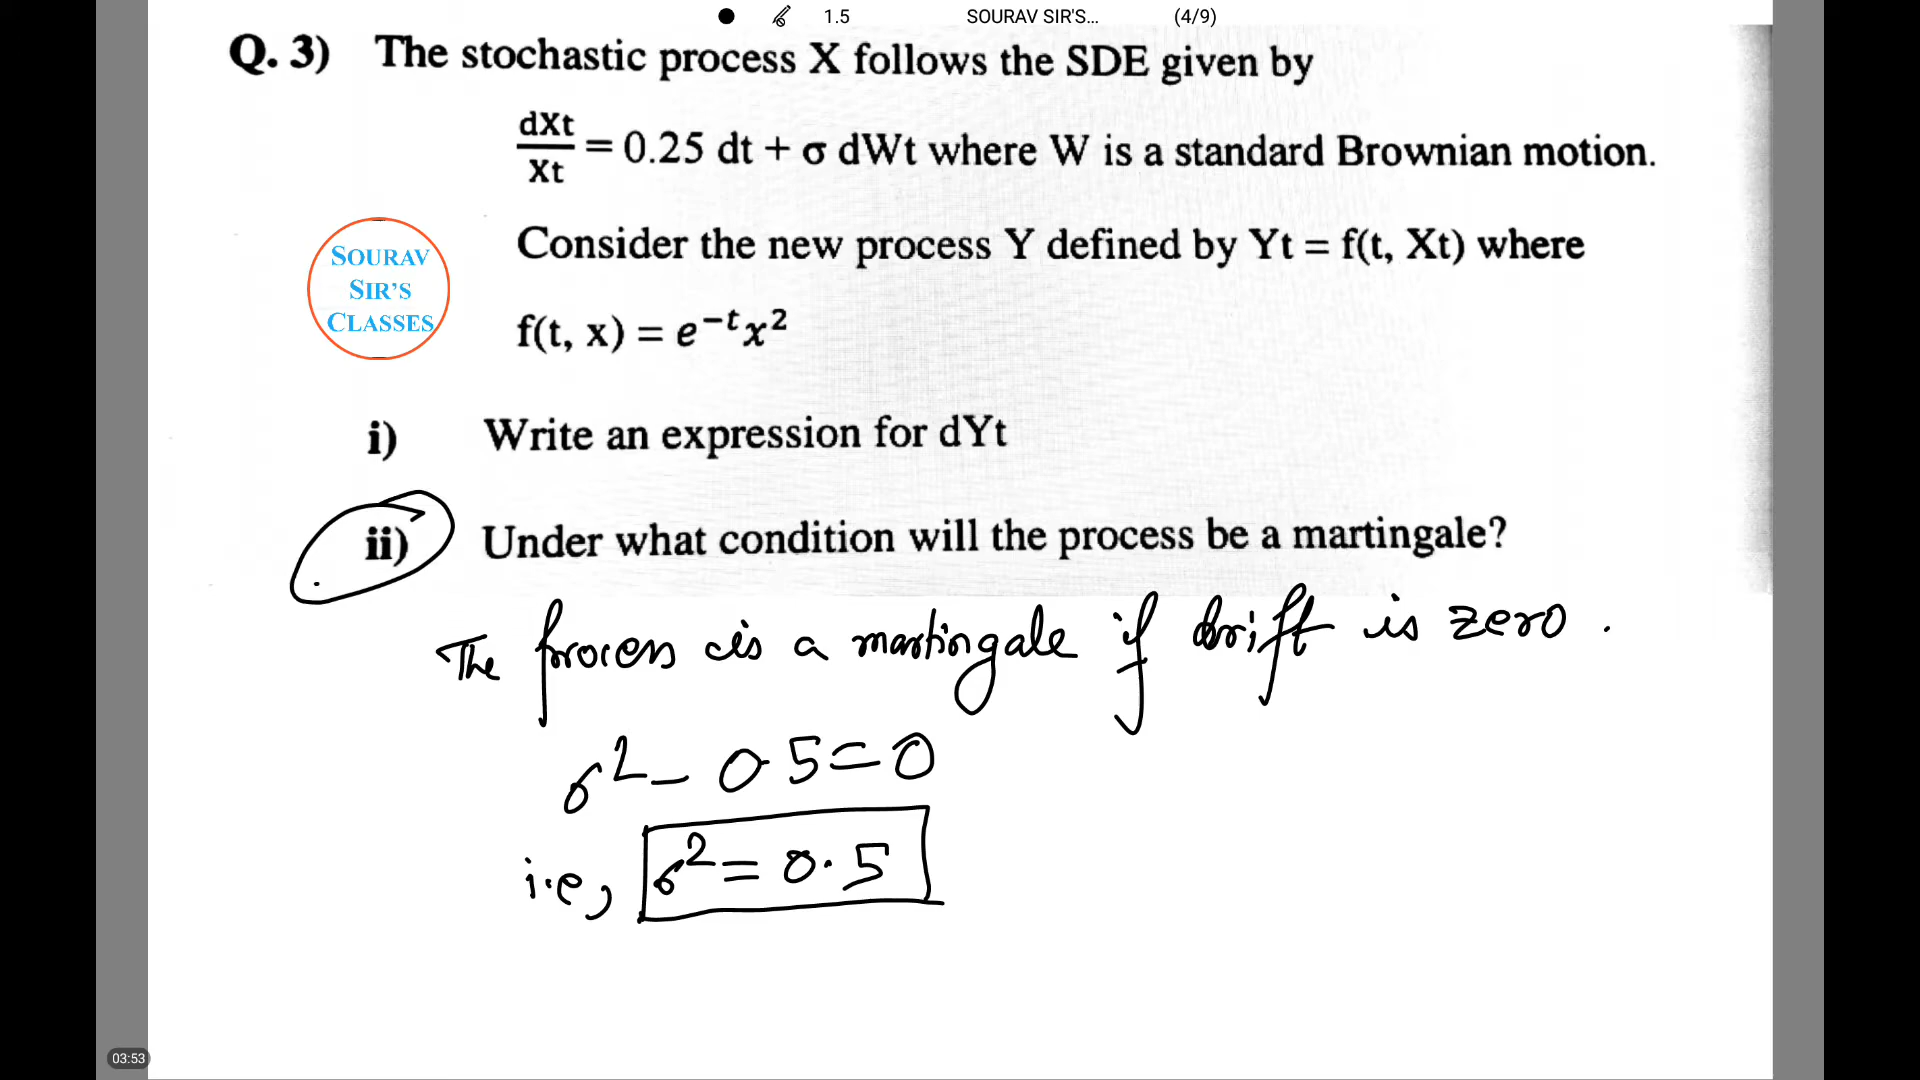 1.5 SOURAV SIR'S... (4/9)
Q. 3) The stochastic process X follows the SDE given by
dXt
Xt
= 0.25 dt + σ dWt where W is a standard Brownian motion.
Consider the new process Y defined by Yt = f(t, Xt) where
SOURAV
SIR'S
CLASSES
f(t, x) = e⁻ᵗx²
i) Write an expression for dYt
ii) Under what condition will the process be a martingale?
The process is a martingale if drift is zero.
σ² - 0.5 = 0
i.e, σ² = 0.5
03:53